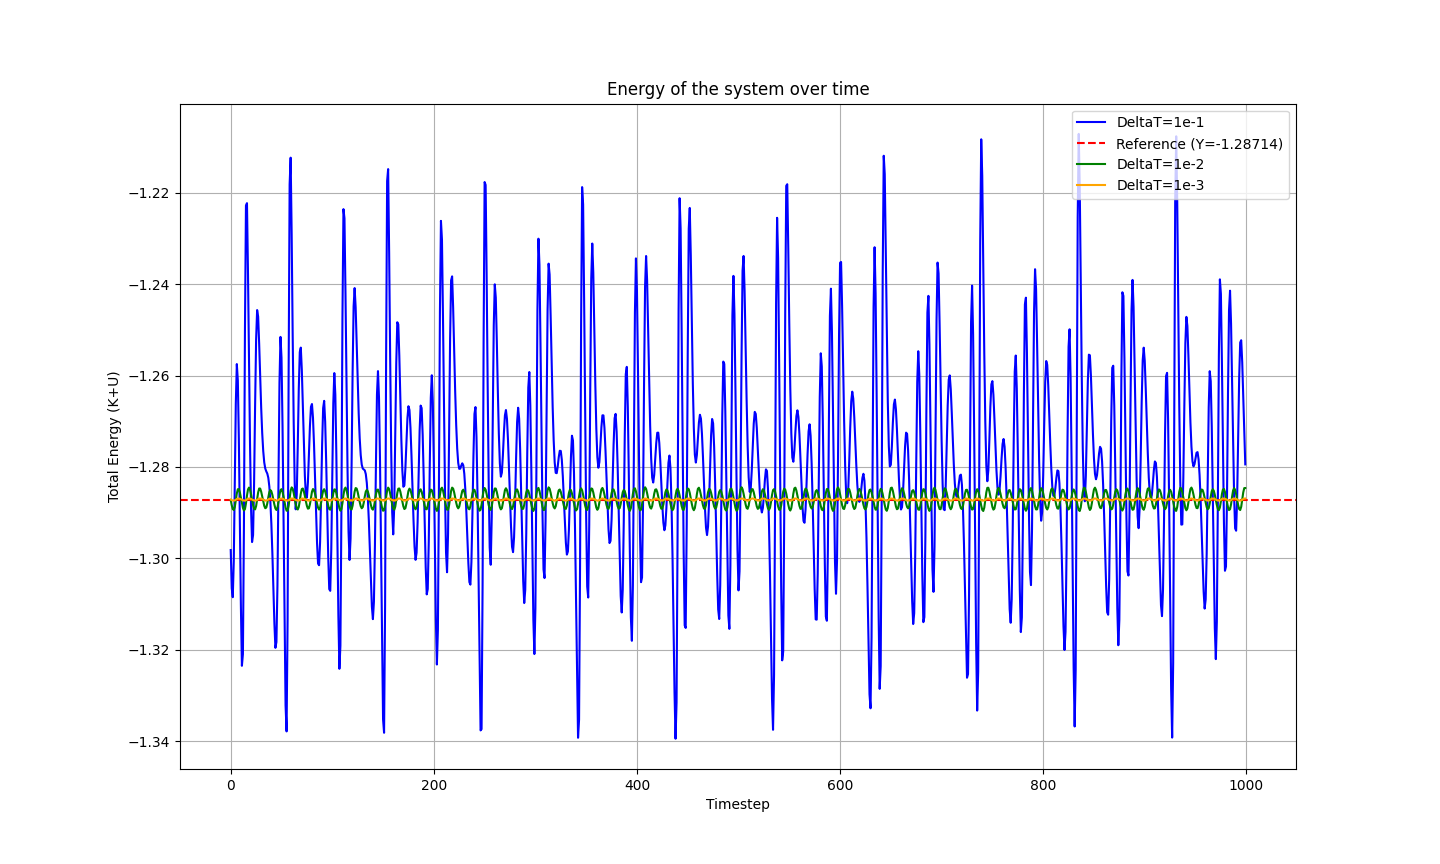 Energy of the system over time
DeltaT=1e-1
Reference (Y=-1.28714)
DeltaT=1e-2
DeltaT=1e-3
Total Energy (K+U)
−1.22
−1.24
−1.26
−1.28
−1.30
−1.32
−1.34
0
200
400
600
800
1000
Timestep